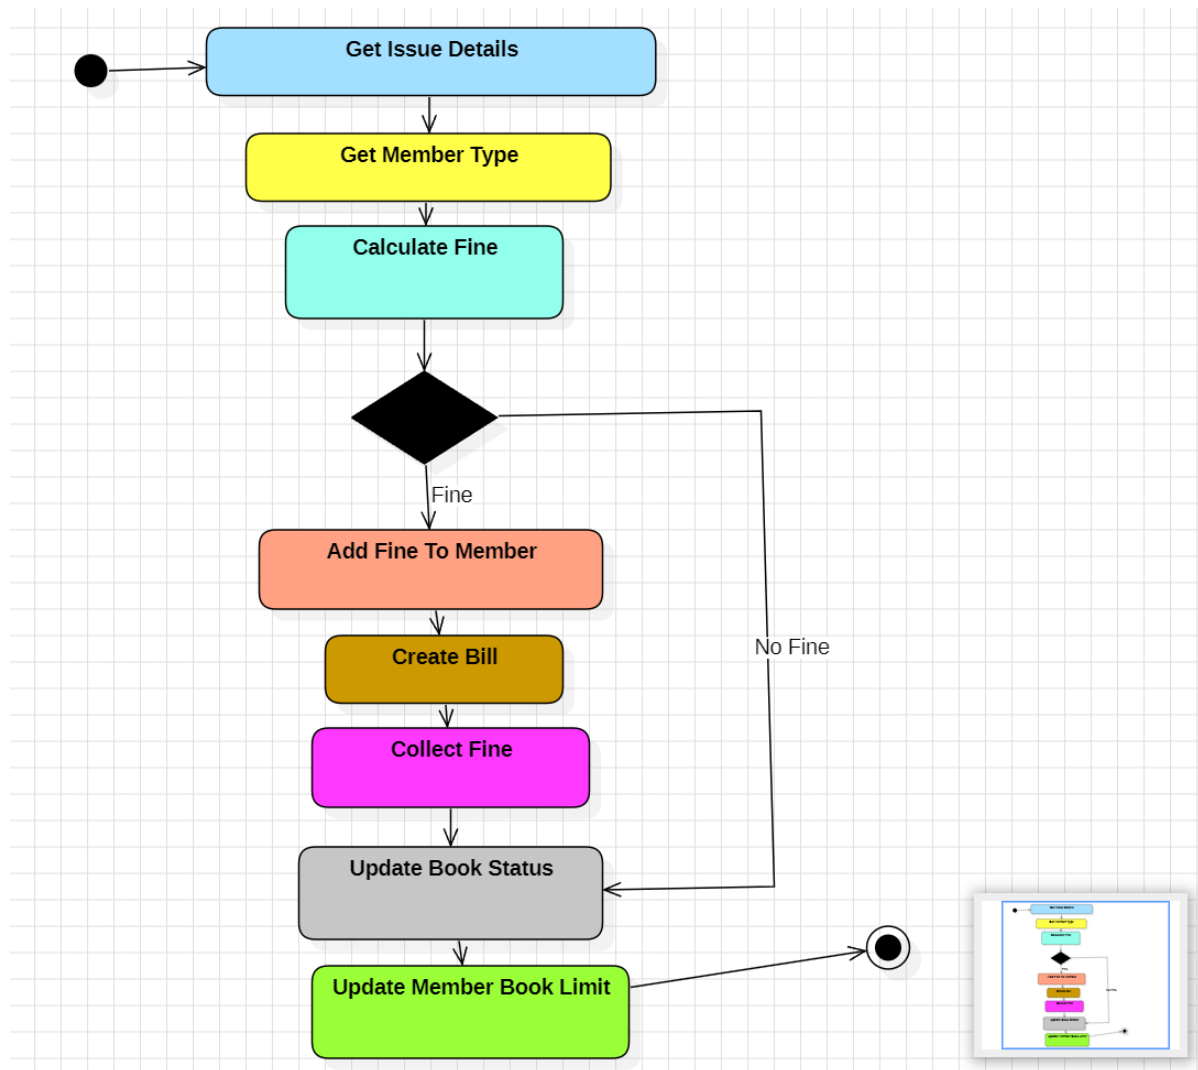 Get Issue Details
Get Member Type
Calculate Fine
Fine
Add Fine To Member
No Fine
Create Bill
Collect Fine
Update Book Status
Update Member Book Limit